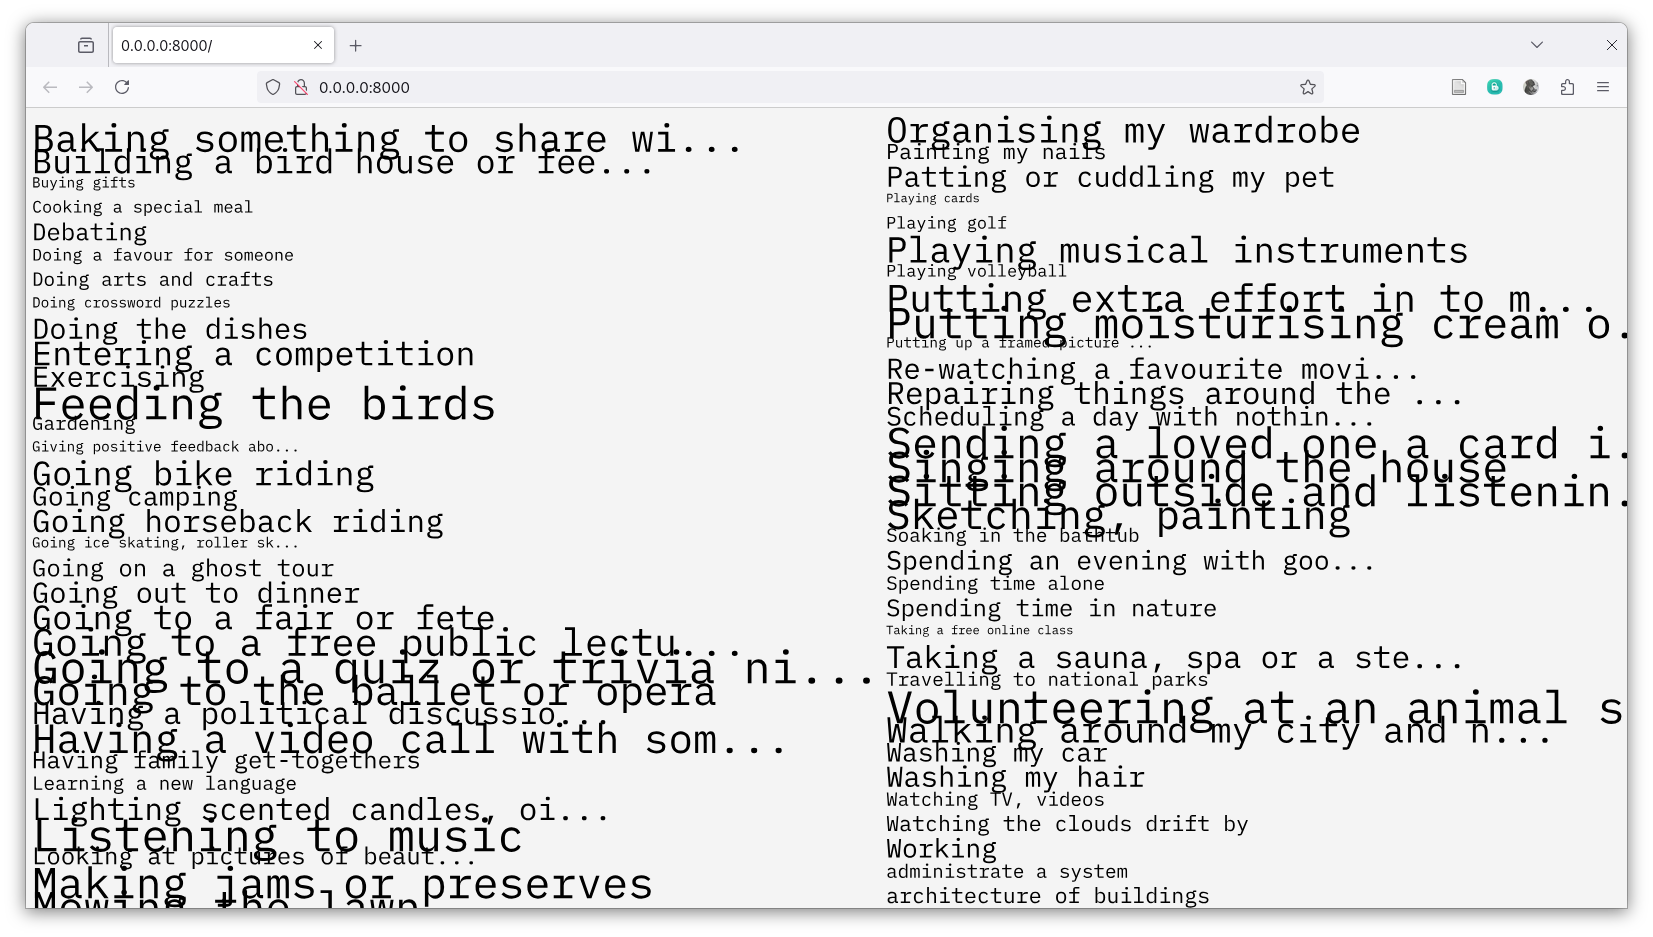 0.0.0.0:8000/
0.0.0.0:8000
Baking something to share wi...
Building a bird house or fee...
Buying gifts
Cooking a special meal
Debating
Doing a favour for someone
Doing arts and crafts
Doing crossword puzzles
Doing the dishes
Entering a competition
Exercising
Feeding the birds
Gardening
Giving positive feedback abo...
Going bike riding
Going camping
Going horseback riding
Going ice skating, roller sk...
Going on a ghost tour
Going out to dinner
Going to a fair or fete
Going to a free public lectu...
Going to a quiz or trivia ni...
Going to the ballet or opera
Having a political discussio...
Having a video call with som...
Having family get-togethers
Learning a new language
Lighting scented candles, oi...
Listening to music
Looking at pictures of beaut...
Making jams or preserves
Mowing the lawn
Organising my wardrobe
Painting my nails
Patting or cuddling my pet
Playing cards
Playing golf
Playing musical instruments
Playing volleyball
Putting extra effort in to m...
Putting moisturising cream o.
Putting up a framed picture ...
Re-watching a favourite movi...
Repairing things around the ...
Scheduling a day with nothin...
Sending a loved one a card i.
Singing around the house
Sitting outside and listenin.
Sketching, painting
Soaking in the bathtub
Spending an evening with goo...
Spending time alone
Spending time in nature
Taking a free online class
Taking a sauna, spa or a ste...
Travelling to national parks
Volunteering at an animal s
Walking around my city and n...
Washing my car
Washing my hair
Watching TV, videos
Watching the clouds drift by
Working
administrate a system
architecture of buildings